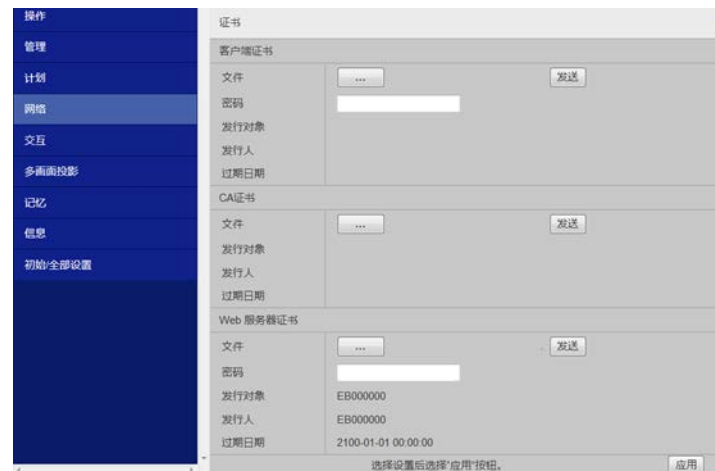 操作
管理
计划
网络
交互
多画面投影
记忆
信息
初始/全部设置
证书
客户端证书
文件 ... 发送
密码
发行对象
发行人
过期日期
CA证书
文件 ... 发送
发行对象
发行人
过期日期
Web 服务器证书
文件 ... 发送
密码
发行对象 EB000000
发行人 EB000000
过期日期 2100-01-01 00:00:00
选择设置后选择“应用”按钮。 应用